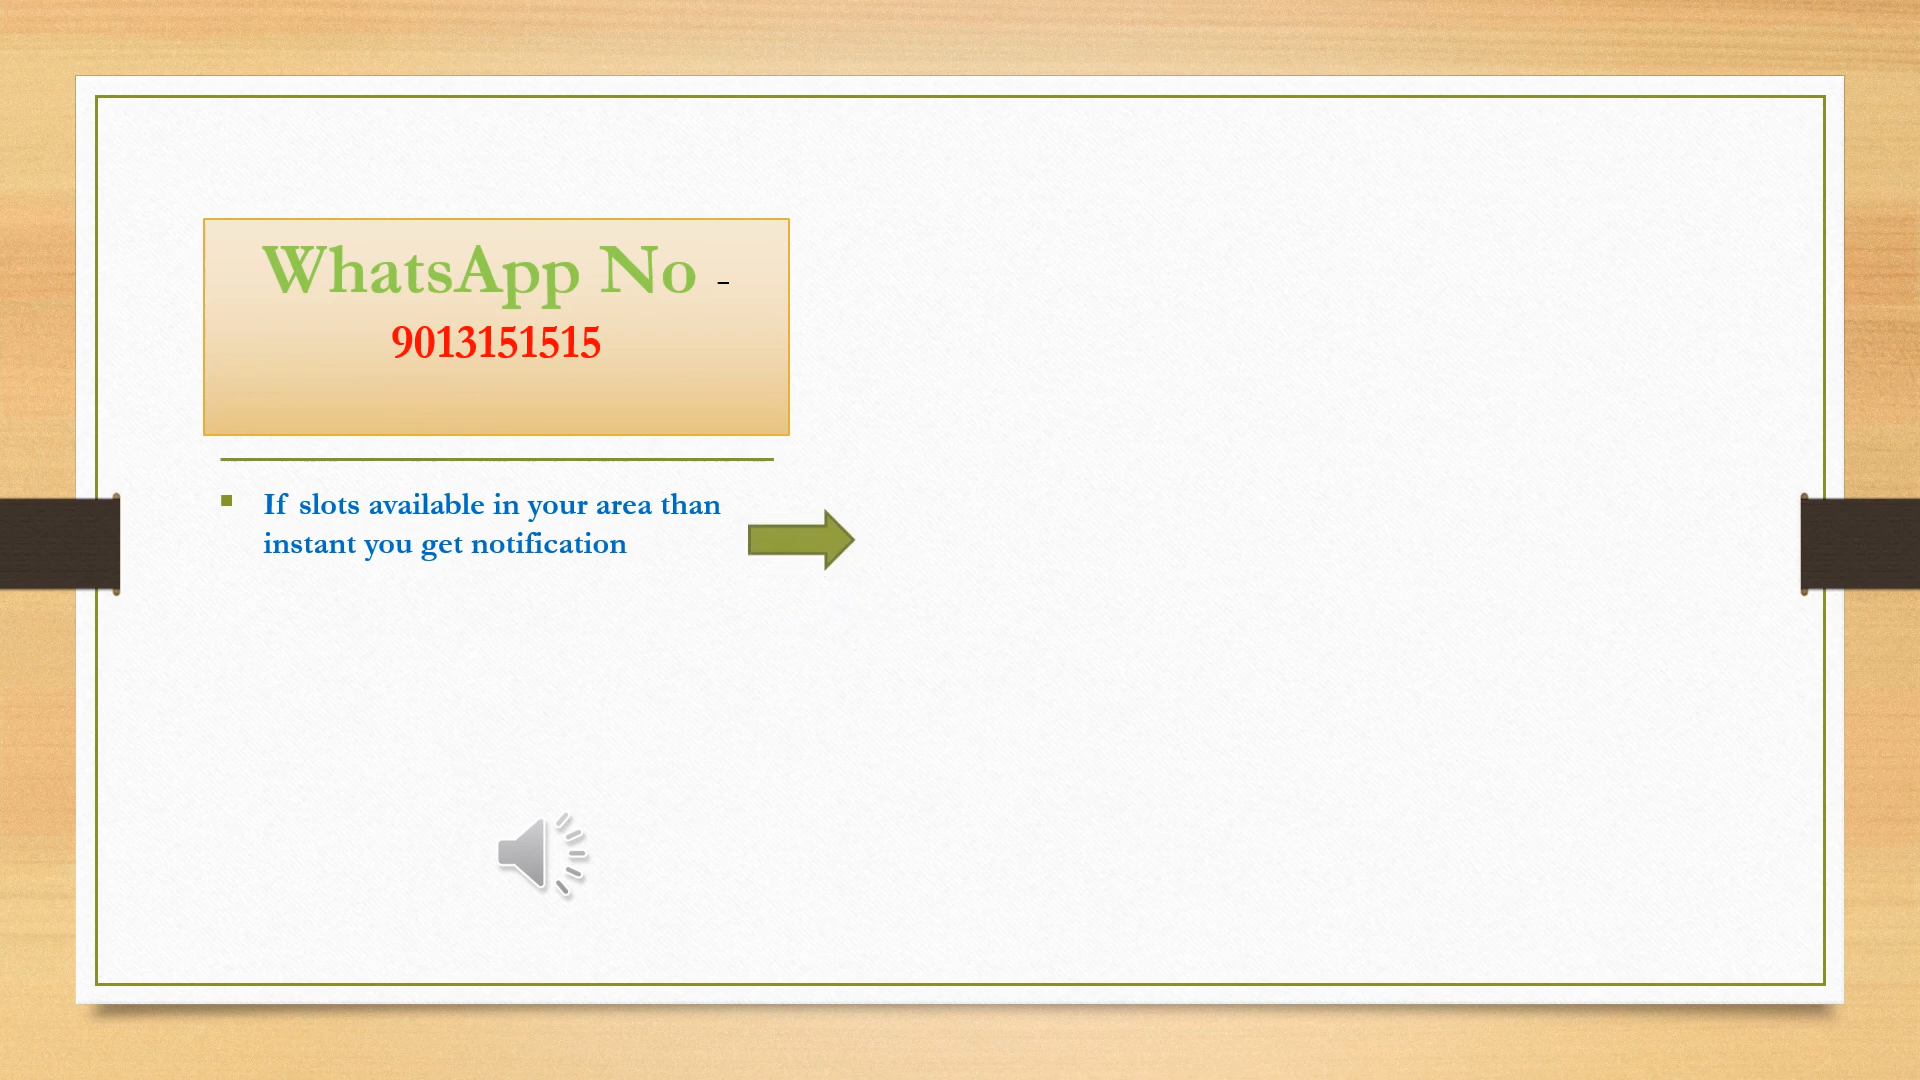 WhatsApp No -
9013151515
If slots available in your area than
instant you get notification